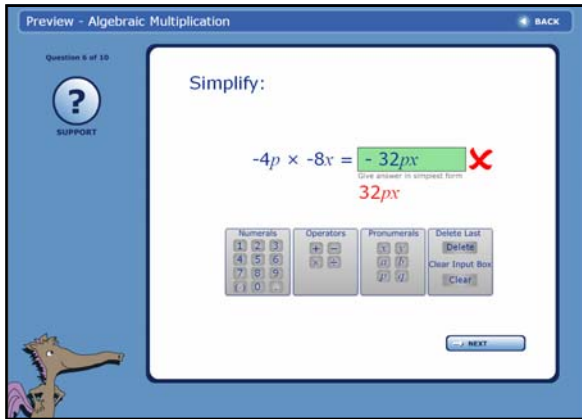 Preview - Algebraic Multiplication
BACK
Question 6 of 10
?
SUPPORT
Simplify:
-4p × -8x = - 32px
Give answer in simplest form
32px
Numerals
1 2 3
4 5 6
7 8 9
0 .
Operators
+ −
× ÷
Pronumerals
x y
a b
p q
Delete Last
Delete
Clear Input Box
Clear
NEXT